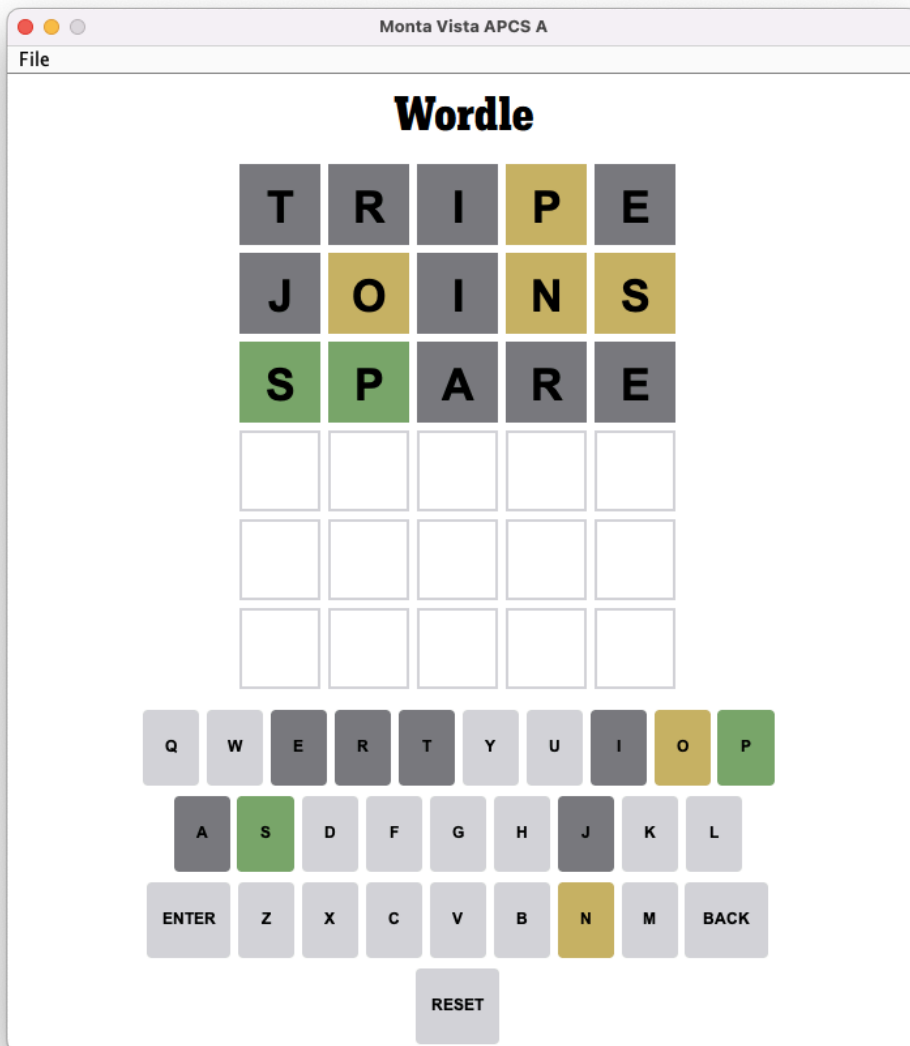 Monta Vista APCS A
File
Wordle
T R I P E
J O I N S
S P A R E
Q W E R T Y U I O P
A S D F G H J K L
ENTER Z X C V B N M BACK
RESET